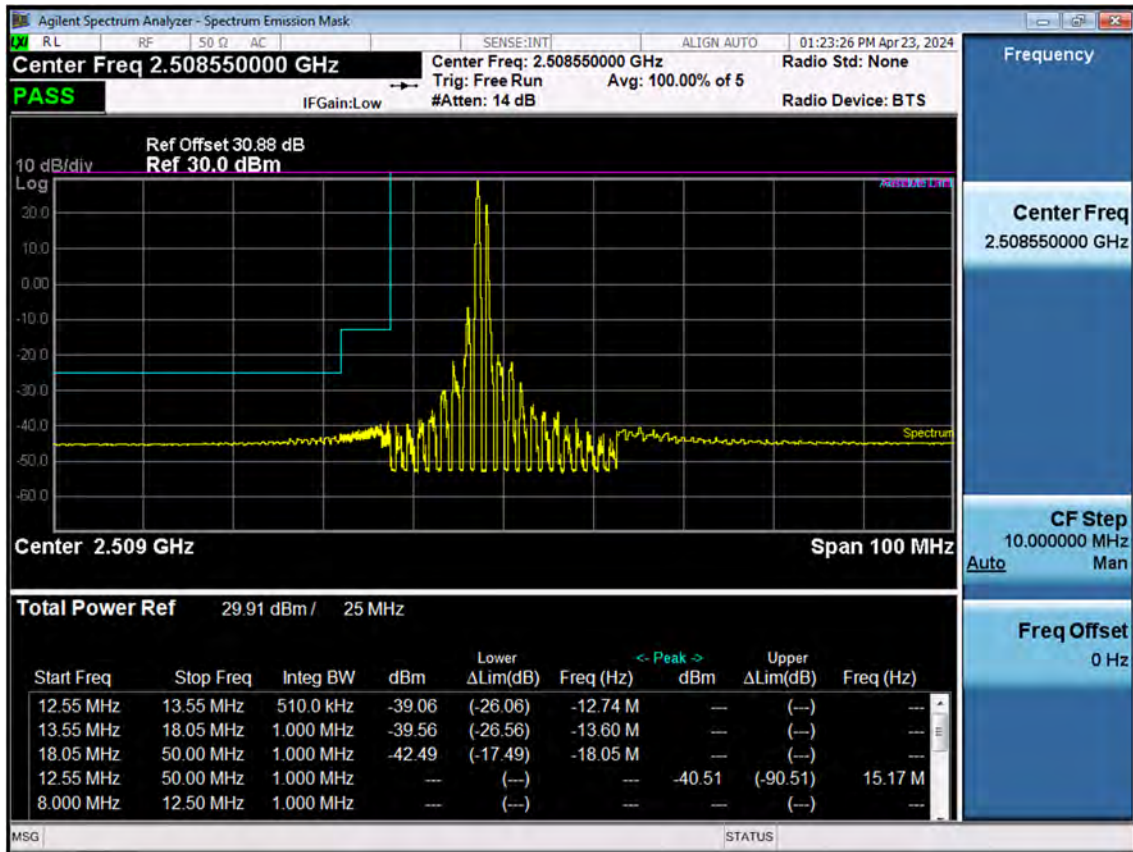 Agilent Spectrum Analyzer - Spectrum Emission Mask
LXI RL RF 50 Ω AC SENSE:INT ALIGN AUTO 01:23:26 PM Apr 23, 2024
Center Freq 2.508550000 GHz
Center Freq: 2.508550000 GHz
Radio Std: None
Trig: Free Run Avg: 100.00% of 5
PASS
IFGain:Low
#Atten: 14 dB
Radio Device: BTS
Ref Offset 30.88 dB
10 dB/div Ref 30.0 dBm
Log
Absolute Limit
20.0
10.0
0.00
-10.0
-20.0
-30.0
-40.0
Spectrum
-50.0
-60.0
Center 2.509 GHz
Span 100 MHz
Total Power Ref 29.91 dBm / 25 MHz
Lower <- Peak -> Upper
Start Freq Stop Freq Integ BW dBm ΔLim(dB) Freq (Hz) dBm ΔLim(dB) Freq (Hz)
12.55 MHz 13.55 MHz 510.0 kHz -39.06 (-26.06) -12.74 M --- (---) ---
13.55 MHz 18.05 MHz 1.000 MHz -39.56 (-26.56) -13.60 M --- (---) ---
18.05 MHz 50.00 MHz 1.000 MHz -42.49 (-17.49) -18.05 M --- (---) ---
12.55 MHz 50.00 MHz 1.000 MHz --- (---) --- -40.51 (-90.51) 15.17 M
8.000 MHz 12.50 MHz 1.000 MHz --- (---) --- --- (---) ---
MSG
STATUS
Frequency
Center Freq
2.508550000 GHz
CF Step
10.000000 MHz
Auto Man
Freq Offset
0 Hz